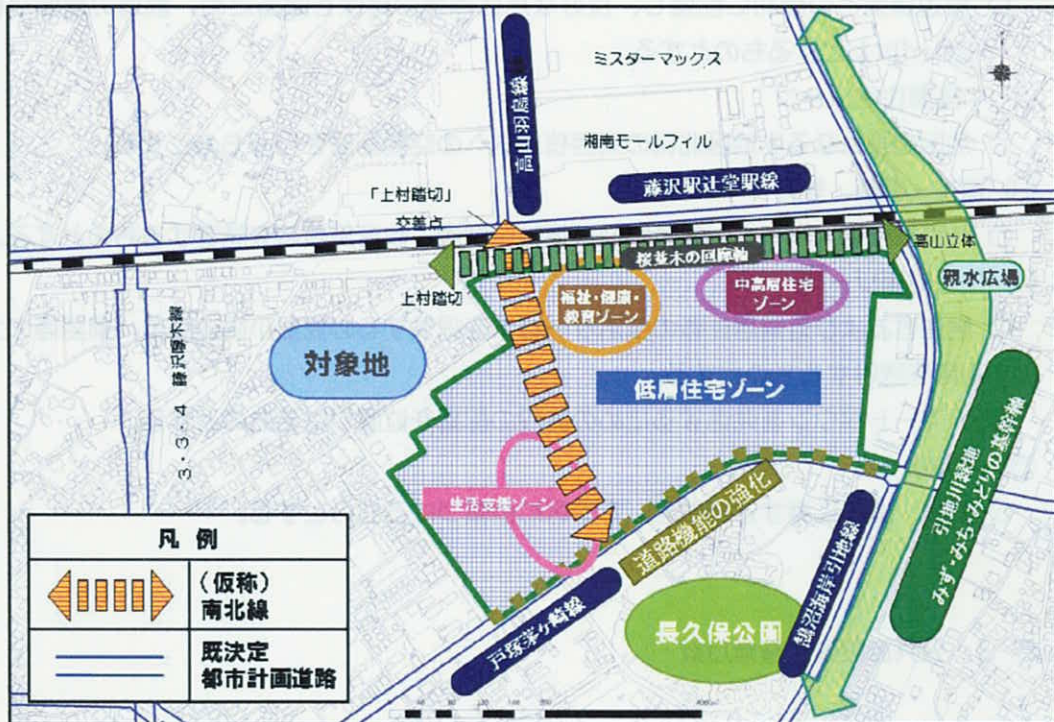 ミスターマックス
高山羽根線
湘南モールフィル
藤沢駅辻堂駅線
「上村踏切」
交差点
高山立体
桜並木の回廊軸
上村踏切
福祉・健康・
教育ゾーン
中高層住宅
ゾーン
親水広場
対象地
低層住宅ゾーン
3・3・4 藤沢厚木線
生活支援ゾーン
道路機能の強化
引地川緑地
みず・みち・みどりの基幹軸
鵠沼海岸引地線
戸塚茅ヶ崎線
長久保公園
凡例
(仮称)
南北線
既決定
都市計画道路